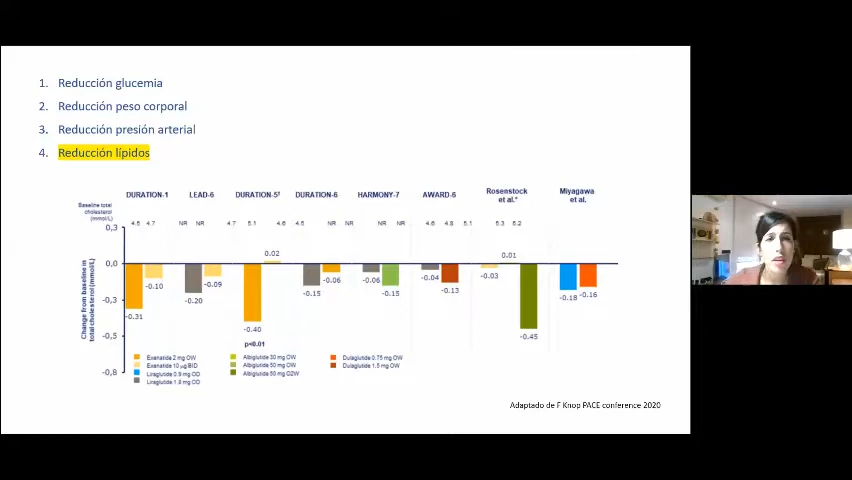 1. Reducción glucemia
2. Reducción peso corporal
3. Reducción presión arterial
4. Reducción lípidos
DURATION-1 LEAD-6 DURATION-5† DURATION-6 HARMONY-7 AWARD-6 Rosenstock et al.* Miyagawa et al.
Baseline total cholesterol (mmol/L)
4.5 4.7 NR NR 4.7 5.1 4.6 4.5 NR NR NR NR 4.6 4.8 5.1 5.3 5.2
Change from baseline in total cholesterol (mmol/L)
0,3
0,0
-0,3
-0,5
-0,8
-0.31 -0.10 -0.20 -0.09 -0.40 0.02 -0.15 -0.06 -0.06 -0.15 -0.04 -0.13 -0.03 0.01 -0.45 -0.18 -0.16
p<0.01
Exenatide 2 mg OW
Exenatide 10 µg BID
Liraglutide 0.9 mg OD
Liraglutide 1.8 mg OD
Albiglutide 30 mg OW
Albiglutide 50 mg OW
Albiglutide 50 mg Q2W
Dulaglutide 0.75 mg OW
Dulaglutide 1.5 mg OW
Adaptado de F Knop PACE conference 2020